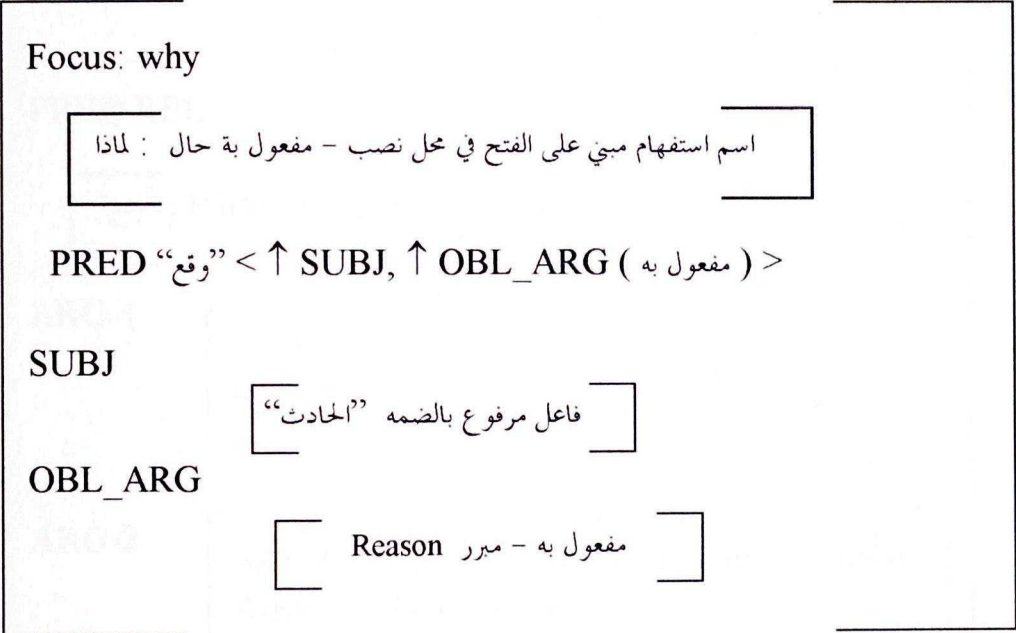 Focus: why
اسم استفهام مبني على الفتح في محل نصب – مفعول بة حال : لماذا
PRED “وقع” < ↑ SUBJ, ↑ OBL_ARG ( مفعول به ) >
SUBJ
فاعل مرفوع بالضمه “الحادث”
OBL_ARG
مفعول به – مبرر Reason